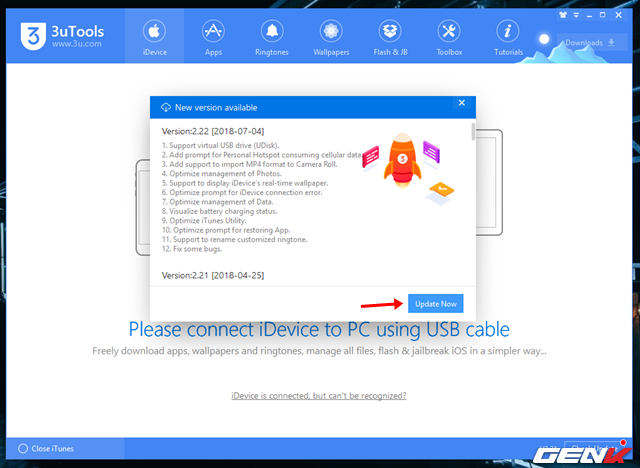 3 3uTools
www.3u.com
iDevice
Apps
Ringtones
Wallpapers
Flash & JB
Toolbox
Tutorials
Downloads
New version available
Version:2.22 [2018-07-04]
1. Support virtual USB drive (UDisk).
2. Add prompt for Personal Hotspot consuming cellular data.
3. Add support to import MP4 format to Camera Roll.
4. Optimize management of Photos.
5. Support to display iDevice's real-time wallpaper.
6. Optimize prompt for iDevice connection error.
7. Optimize management of Data.
8. Visualize battery charging status.
9. Optimize iTunes Utility.
10. Optimize prompt for restoring App.
11. Support to rename customized ringtone.
12. Fix some bugs.
Version:2.21 [2018-04-25]
3
Update Now
Please connect iDevice to PC using USB cable
Freely download apps, wallpapers and ringtones, manage all files, flash & jailbreak iOS in a simpler way...
iDevice is connected, but can't be recognized?
Close iTunes
GENK